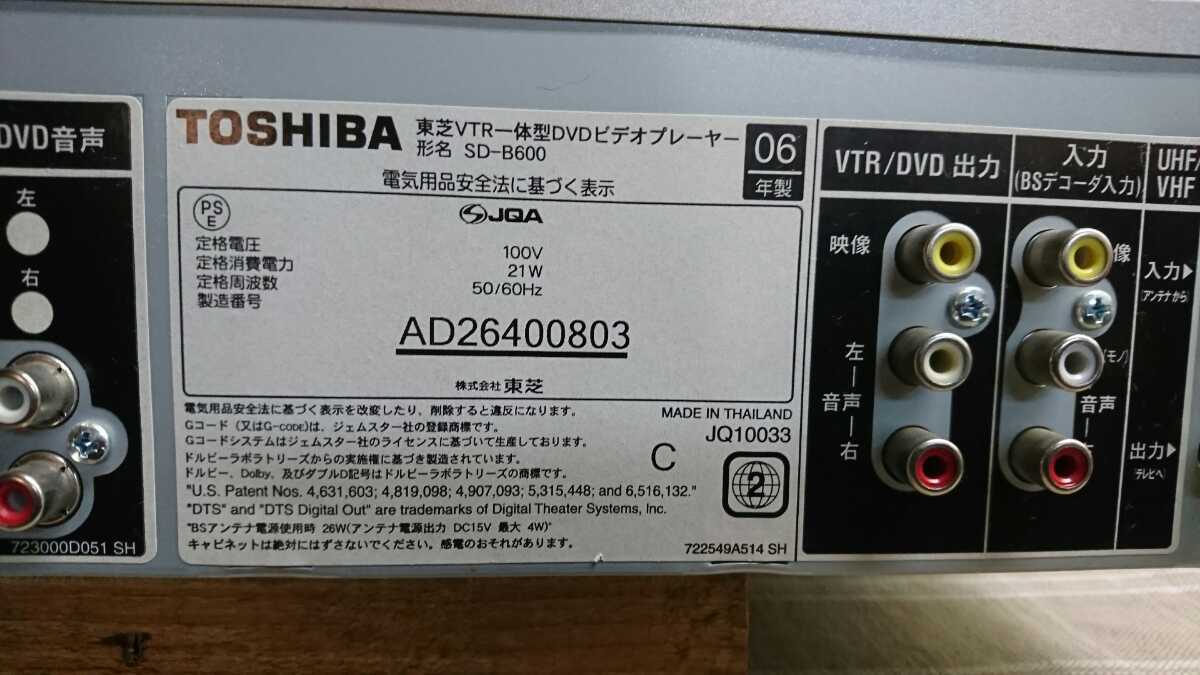 DVD音声
左
右
723000D051 SH
TOSHIBA
東芝VTR一体型DVDビデオプレーヤー
形名 SD-B600
06
年製
電気用品安全法に基づく表示
PS
E
JQA
定格電圧 100V
定格消費電力 21W
定格周波数 50/60Hz
製造番号
AD26400803
株式会社 東芝
電気用品安全法に基づく表示を改変したり、削除すると違反になります。
Gコード (又はG-CODE)は、ジェムスター社の登録商標です。
Gコードシステムはジェムスター社のライセンスに基づいて生産しております。
ドルビーラボラトリーズからの実施権に基づき製造されています。
ドルビー、Dolby、及びダブルD記号はドルビーラボラトリーズの商標です。
"U.S. Patent Nos. 4,631,603; 4,819,098; 4,907,093; 5,315,448; and 6,516,132."
"DTS" and "DTS Digital Out" are trademarks of Digital Theater Systems, Inc.
"BSアンテナ電源使用時 26W(アンテナ電源出力 DC15V 最大 4W)"
キャビネットは絶対にはずさないでください。感電のおそれがあります。
MADE IN THAILAND
JQ10033
C
2
722549A514 SH
VTR/DVD 出力
映像
左
音声
右
入力
(BSデコーダ入力)
像
(モノ)
音声
UHF/
VHF
入力▶
(アンテナから)
出力▶
(テレビへ)